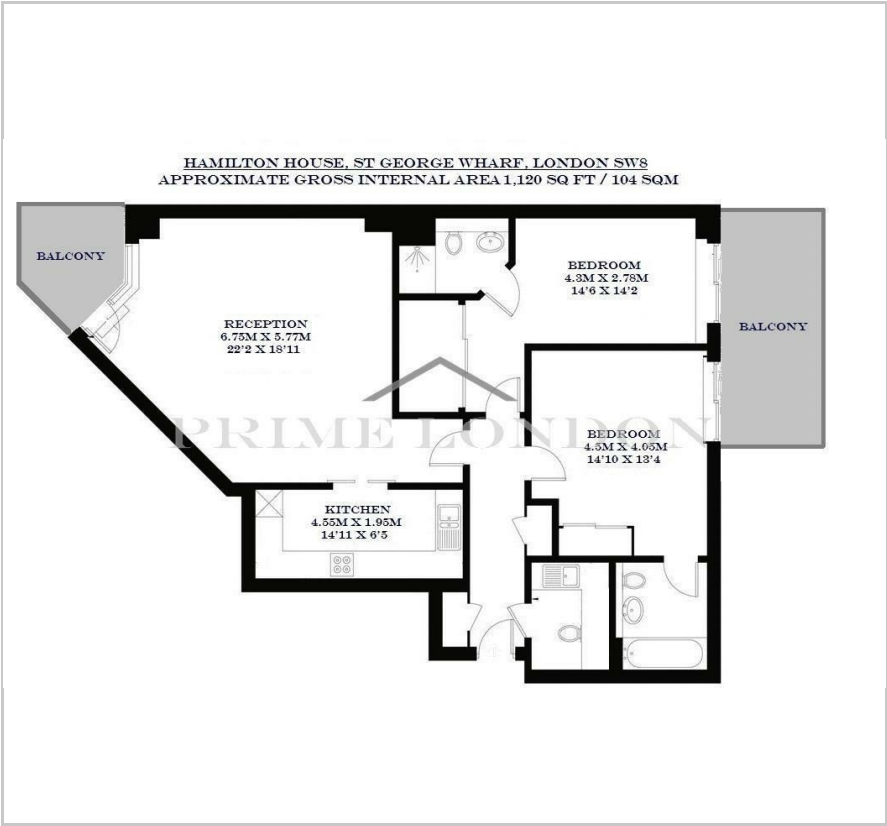 HAMILTON HOUSE, ST GEORGE WHARF, LONDON SW8
APPROXIMATE GROSS INTERNAL AREA 1,120 SQ FT / 104 SQM
BALCONY
BEDROOM
4.3M X 2.78M
14'6 X 14'2
RECEPTION
6.75M X 5.77M
22'2 X 18'11
BALCONY
PRIME LONDON
BEDROOM
4.5M X 4.05M
14'10 X 13'4
KITCHEN
4.55M X 1.95M
14'11 X 6'5